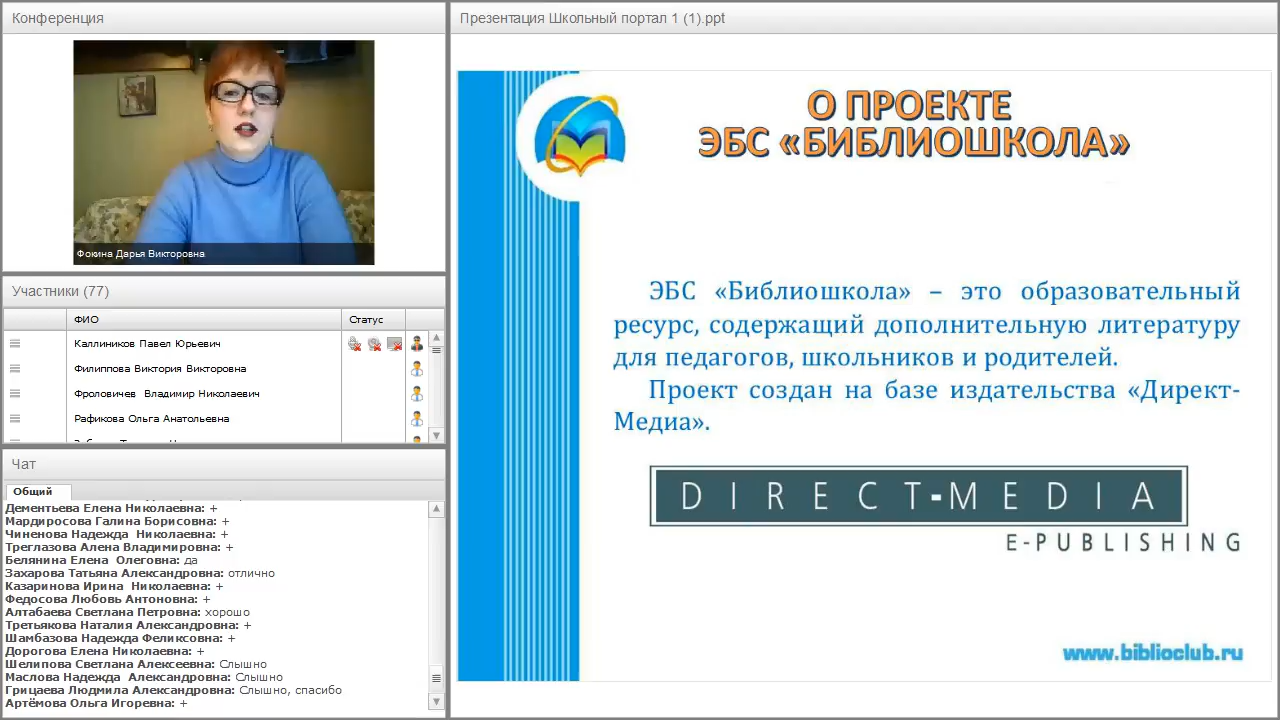 Конференция
Фокина Дарья Викторовна
Участники (77)
ФИО
Статус
Каллиников Павел Юрьевич
Филиппова Виктория Викторовна
Фроловичев Владимир Николаевич
Рафикова Ольга Анатольевна
Чат
Общий
Дементьева Елена Николаевна: +
Мардиросова Галина Борисовна: +
Чиненова Надежда Николаевна: +
Треглазова Алена Владимировна: +
Белянина Елена Олеговна: да
Захарова Татьяна Александровна: отлично
Казаринова Ирина Николаевна: +
Федосова Любовь Антоновна: +
Алтабаева Светлана Петровна: хорошо
Третьякова Наталия Александровна: +
Шамбазова Надежда Феликсовна: +
Дорогова Елена Николаевна: +
Шелипова Светлана Алексеевна: Слышно
Маслова Надежда Александровна: Слышно
Грицаева Людмила Александровна: Слышно, спасибо
Артёмова Ольга Игоревна: +
Презентация Школьный портал 1 (1).ppt
О ПРОЕКТЕ
ЭБС «БИБЛИОШКОЛА»
ЭБС «Библиошкола» – это образовательный
ресурс, содержащий дополнительную литературу
для педагогов, школьников и родителей.
Проект создан на базе издательства «Директ-
Медиа».
DIRECT-MEDIA
E-PUBLISHING
www.biblioclub.ru